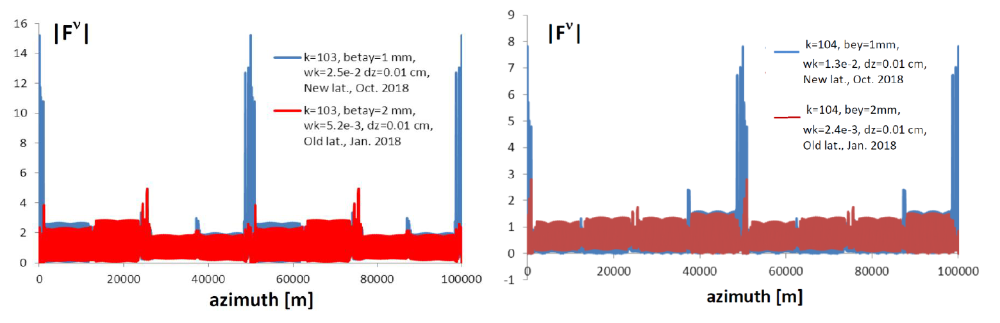 |Fν|
16
14
12
10
8
6
4
2
0
0
20000
40000
60000
80000
100000
azimuth [m]
k=103, betay=1 mm,
wk=2.5e-2 dz=0.01 cm,
New lat., Oct. 2018
k=103, betay=2 mm,
wk=5.2e-3, dz=0.01 cm,
Old lat., Jan. 2018
|Fν|
9
8
7
6
5
4
3
2
1
0
-1
0
20000
40000
60000
80000
100000
azimuth [m]
k=104, bey=1mm,
wk=1.3e-2, dz=0.01 cm,
New lat., Oct. 2018
k=104, bey=2mm,
wk=2.4e-3, dz=0.01 cm,
Old lat., Jan. 2018